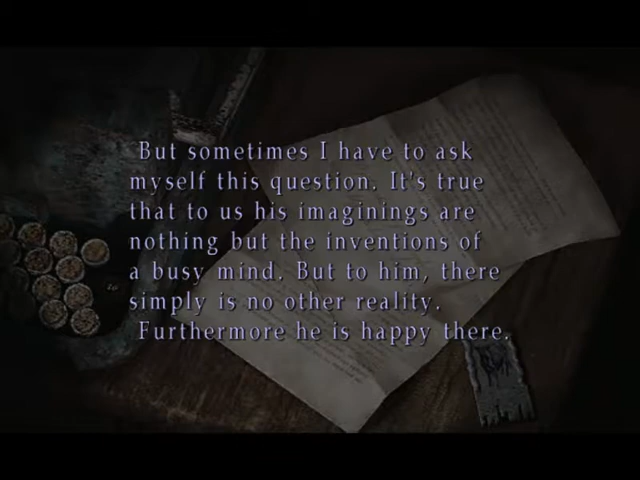 But sometimes I have to ask
myself this question. It's true
that to us his imaginings are
nothing but the inventions of
a busy mind. But to him, there
simply is no other reality.
Furthermore he is happy there.